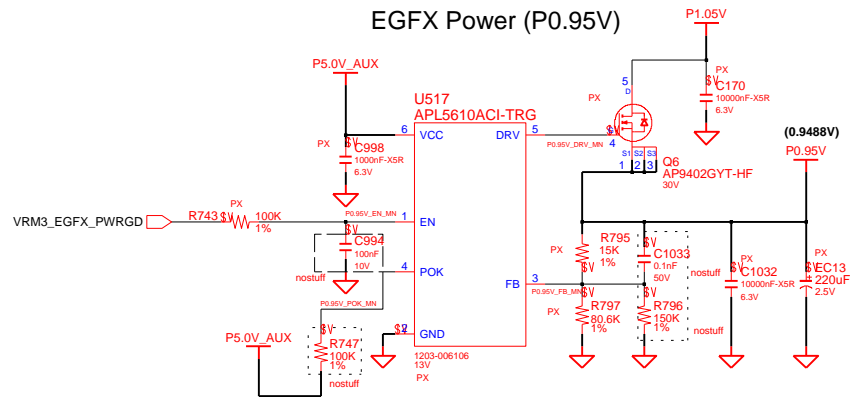 EGFX Power (P0.95V)
P1.05V
P5.0V_AUX
PX
$V
C170
10000nF-X5R
6.3V
5
D
PX
U517
APL5610ACI-TRG
6
VCC
DRV
5
P0.95V_DRV_MN
4
S1
S2
S3
1
2
3
Q6
AP9402GYT-HF
30V
(0.9488V)
P0.95V
PX
$V
C998
1000nF-X5R
6.3V
VRM3_EGFX_PWRGD
R743
$V
PX
100K
1%
P0.95V_EN_MN
1
EN
$V
C994
100nF
10V
nostuff
4
POK
P0.95V_POK_MN
FB
3
P0.95V_FB_MN
PX
$V
R795
15K
1%
$V
C1033
0.1nF
50V
nostuff
PX
$V
C1032
10000nF-X5R
6.3V
PX
$V
EC13
220uF
2.5V
PX
$V
R797
80.6K
1%
$V
R796
150K
1%
nostuff
P5.0V_AUX
$V
R747
100K
1%
nostuff
GND
1203-006106
13V
PX